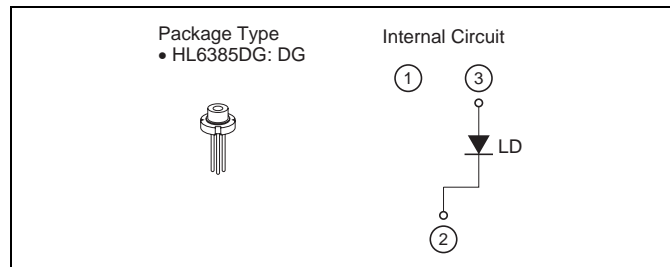 Package Type
• HL6385DG: DG
Internal Circuit
1 3
LD
2